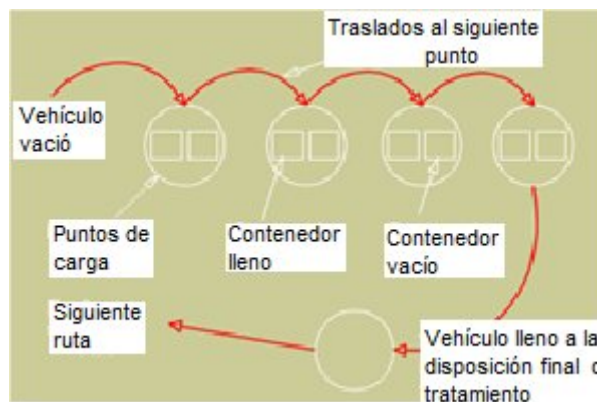 Traslados al siguiente
punto
Vehículo
vació
Puntos de
carga
Contenedor
lleno
Contenedor
vacío
Siguiente
ruta
Vehículo lleno a la
disposición final o
tratamiento